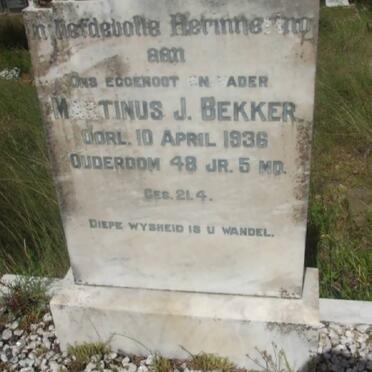 In Liefdevolle Herinnering
aan
Ons eggenoot en vader
Martinus J. Bekker
Oorl. 10 April 1936
Ouderdom 48 jr. 5 md.
Ges. 21.4.
Diepe wysheid is u wandel.